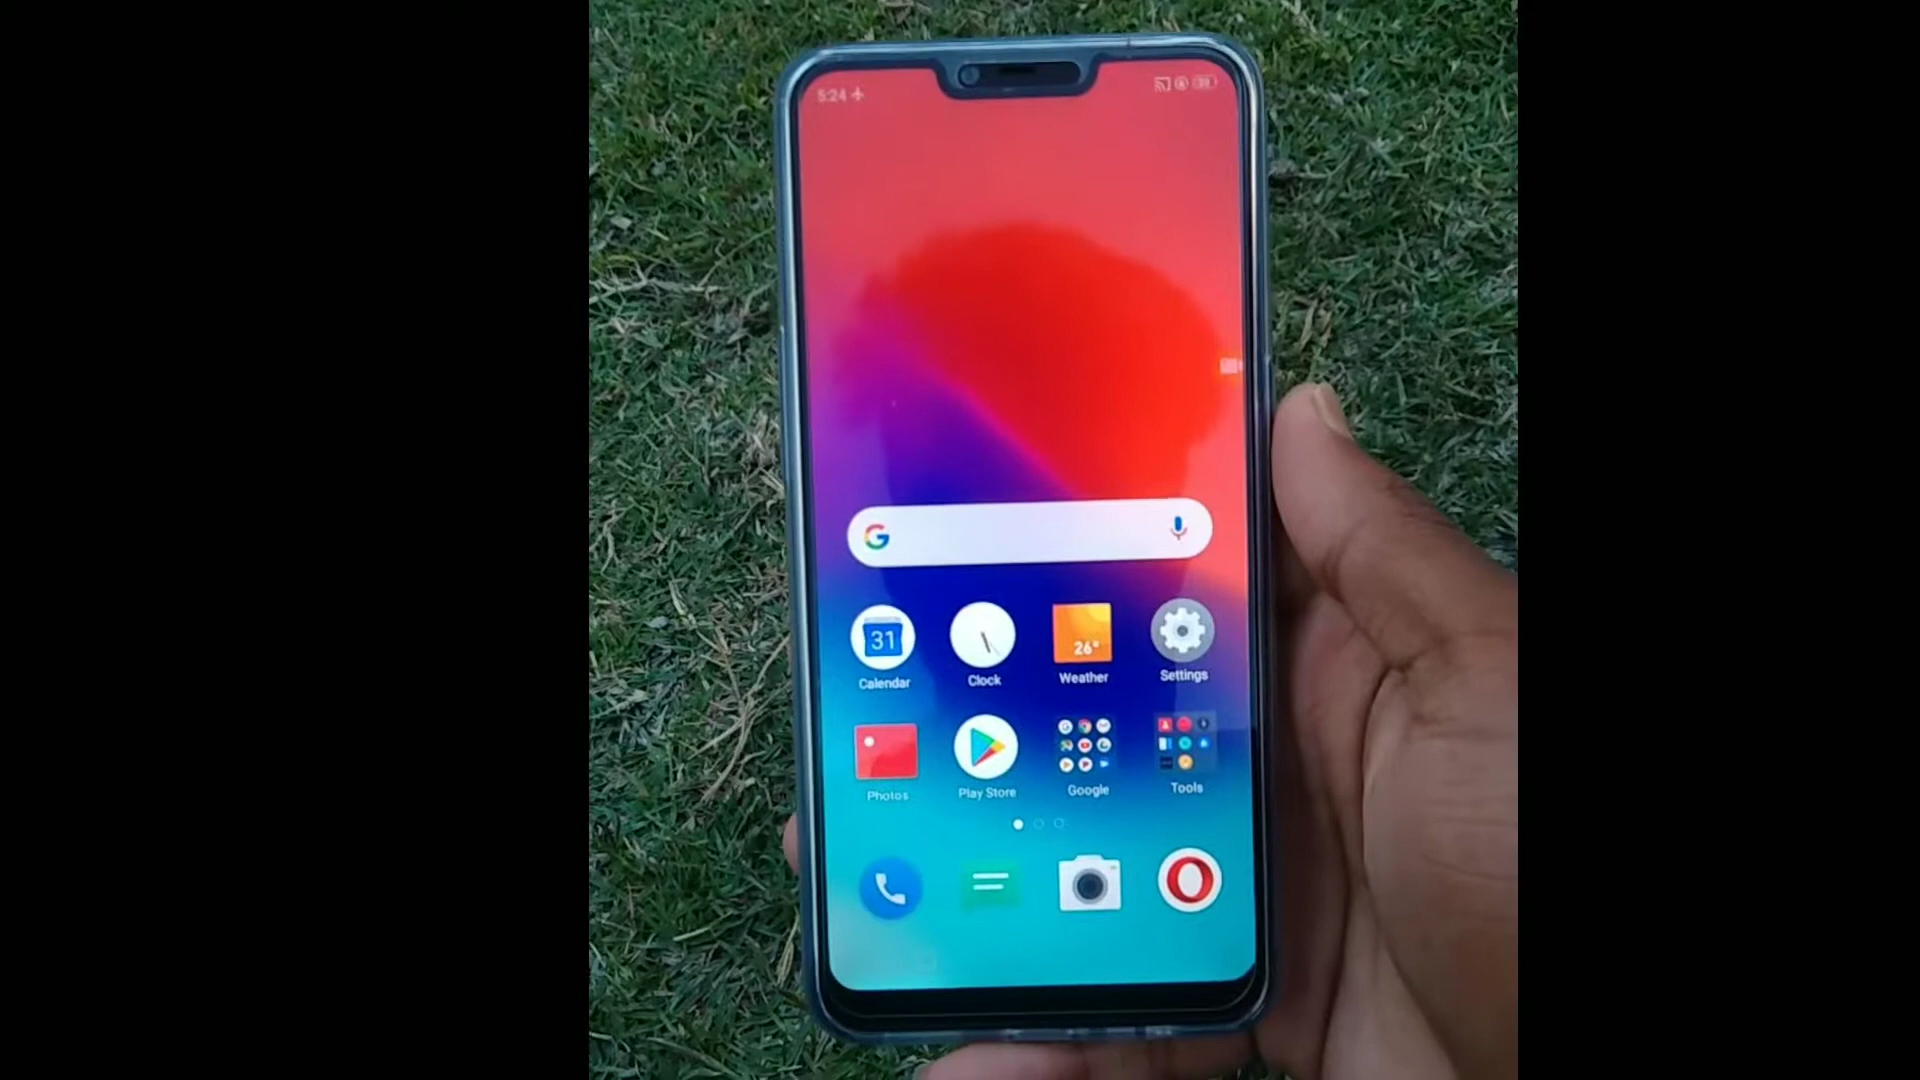 5:24
G
31
26°
Calendar
Clock
Weather
Settings
Photos
Play Store
Google
Tools